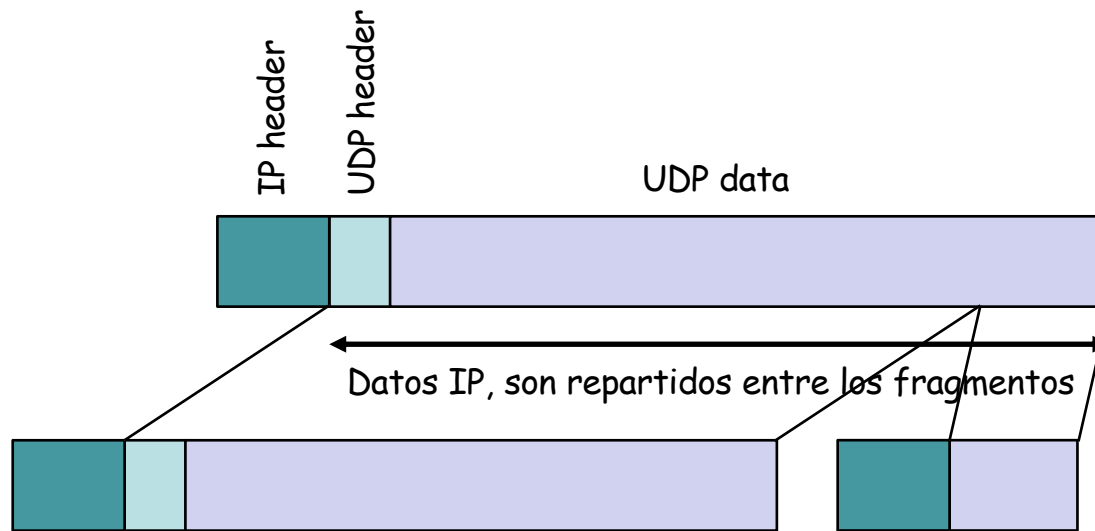 IP header
UDP header
UDP data
Datos IP, son repartidos entre los fragmentos